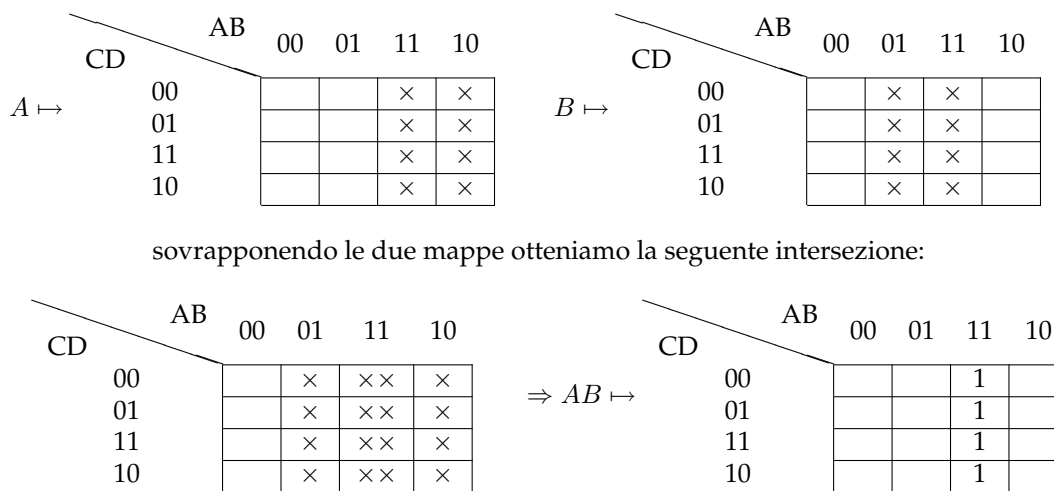 AB AB
00 01 11 10 00 01 11 10
CD CD
00 × × 00 × ×
A ↦ B ↦
01 × × 01 × ×
11 × × 11 × ×
10 × × 10 × ×
sovrapponendo le due mappe otteniamo la seguente intersezione:
AB AB
00 01 11 10 00 01 11 10
CD CD
00 × ×× × 00 1
⇒ AB ↦
01 × ×× × 01 1
11 × ×× × 11 1
10 × ×× × 10 1